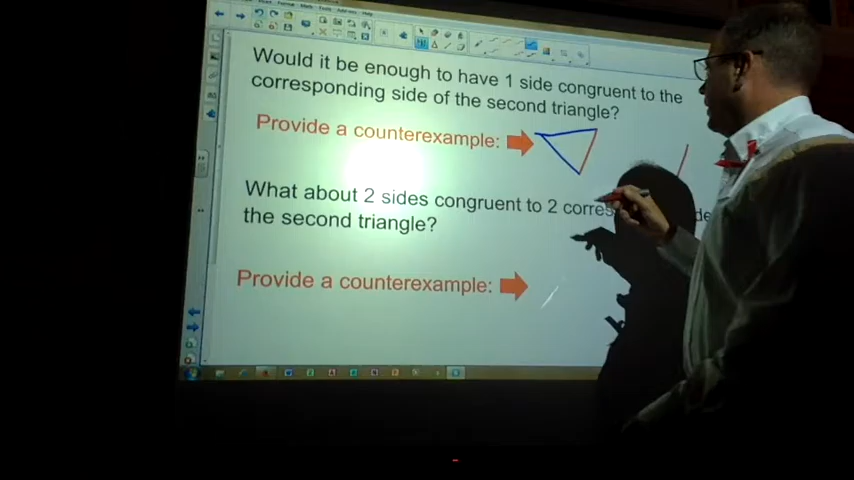 Would it be enough to have 1 side congruent to the
corresponding side of the second triangle?
Provide a counterexample:
What about 2 sides congruent to 2
the second triangle?
Provide a counterexample: